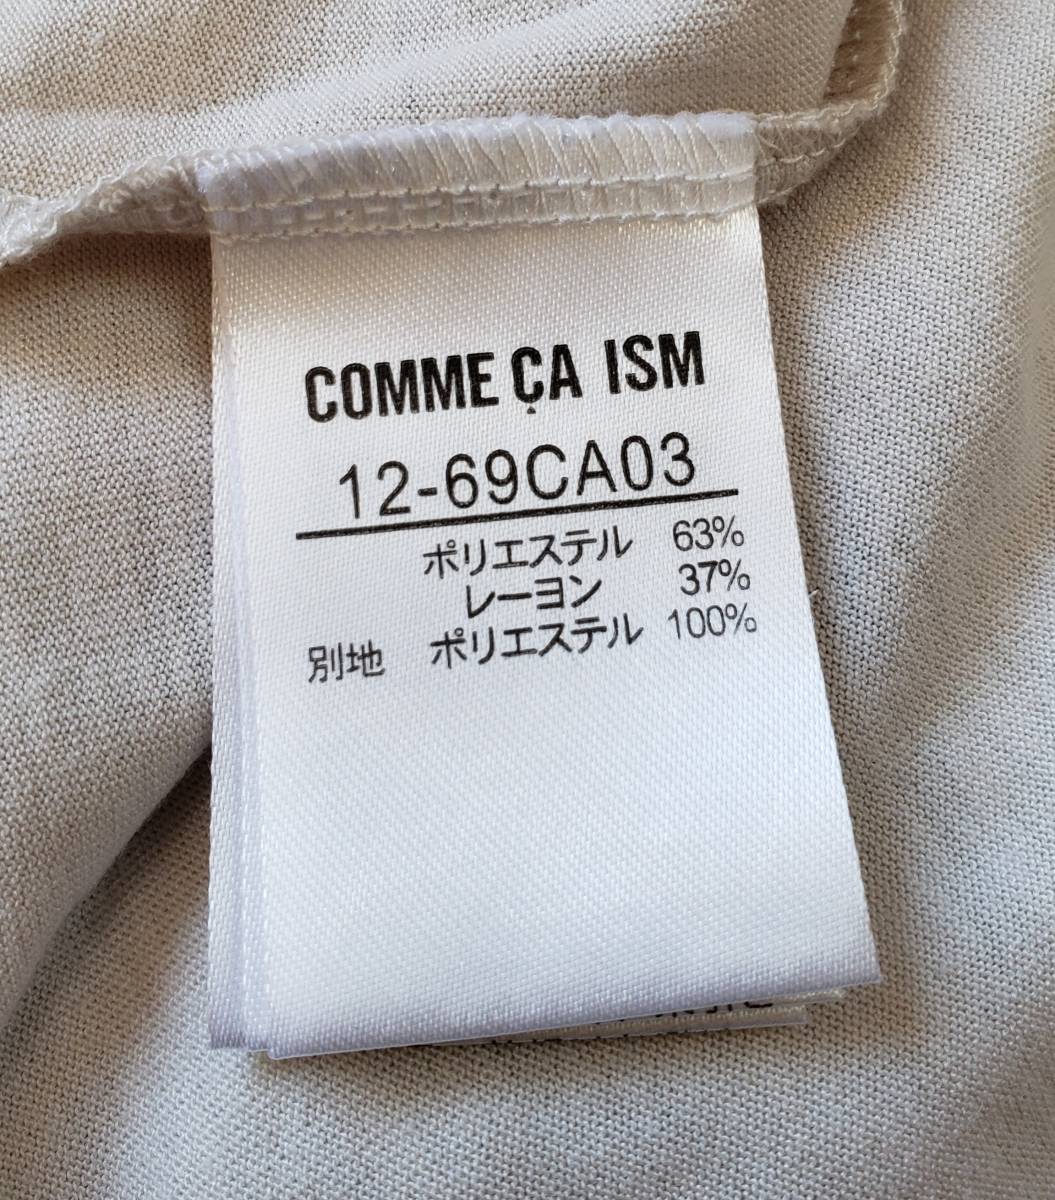 COMME ÇA ISM
12-69CA03
ポリエステル 63%
レーヨン 37%
別地 ポリエステル 100%